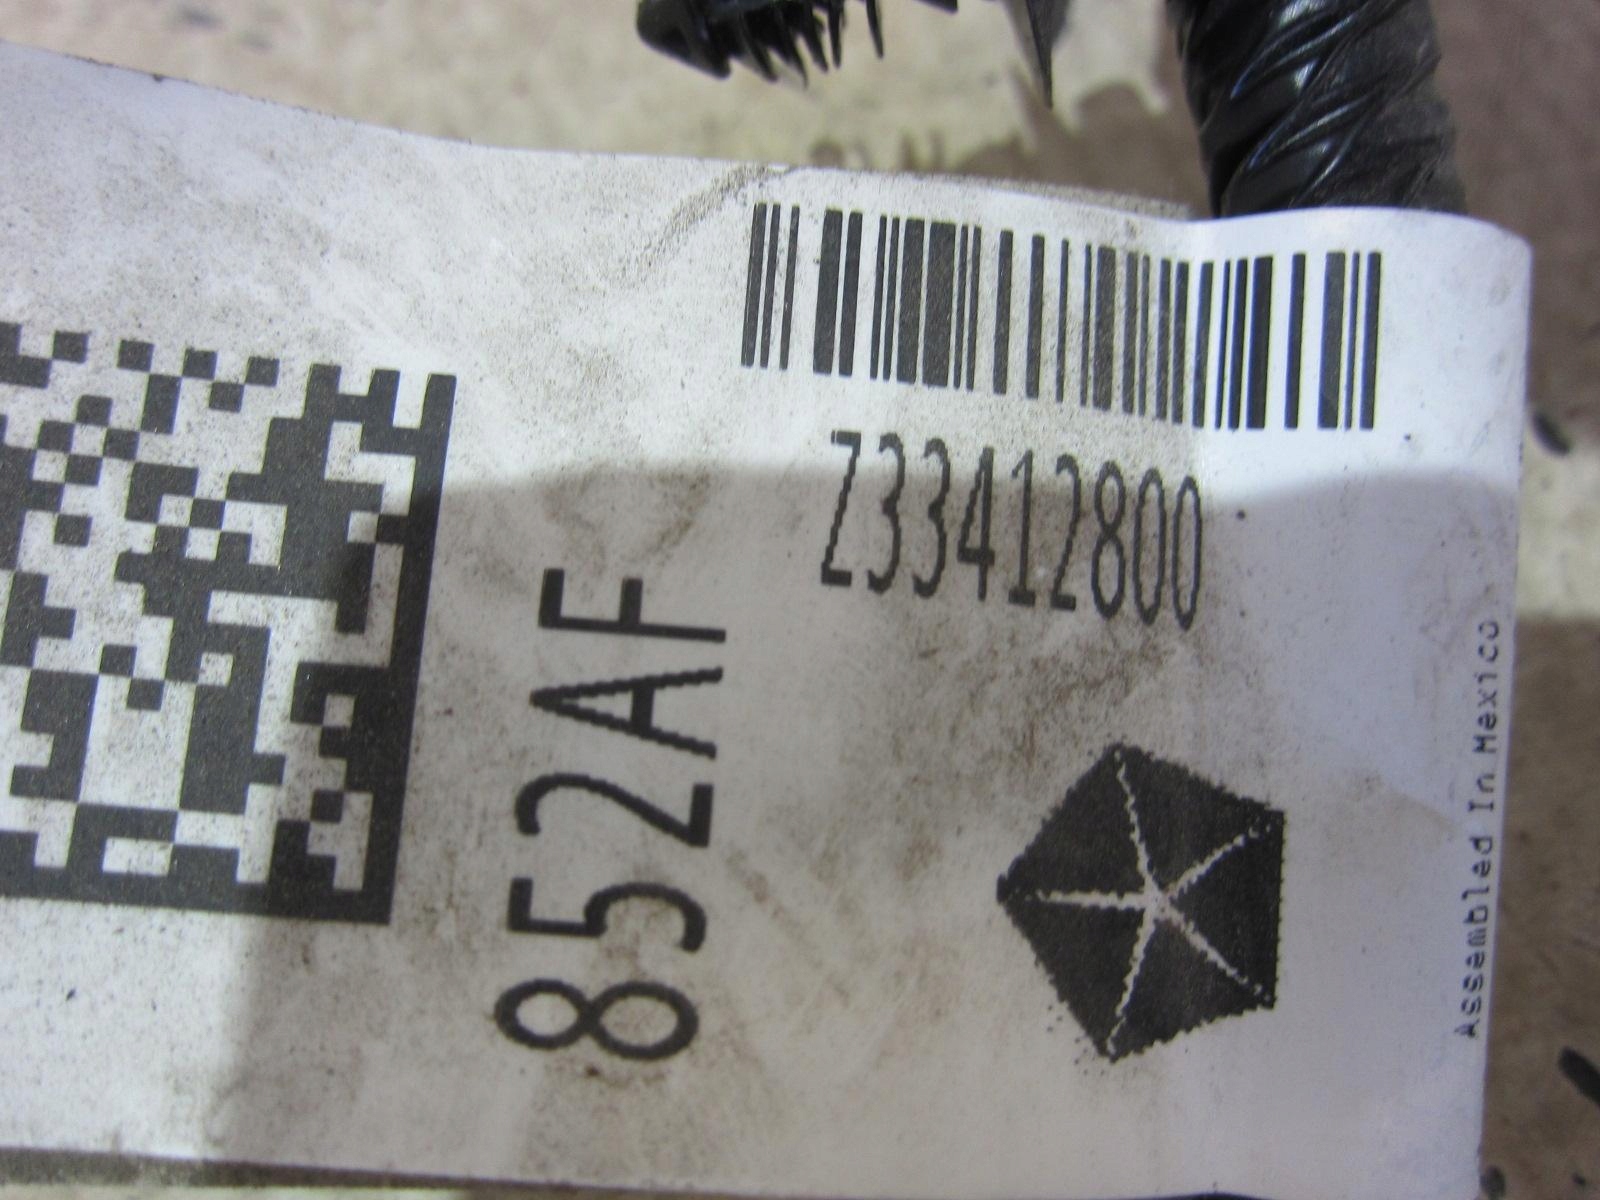 Z33412800
852AF
Assembled In Mexico